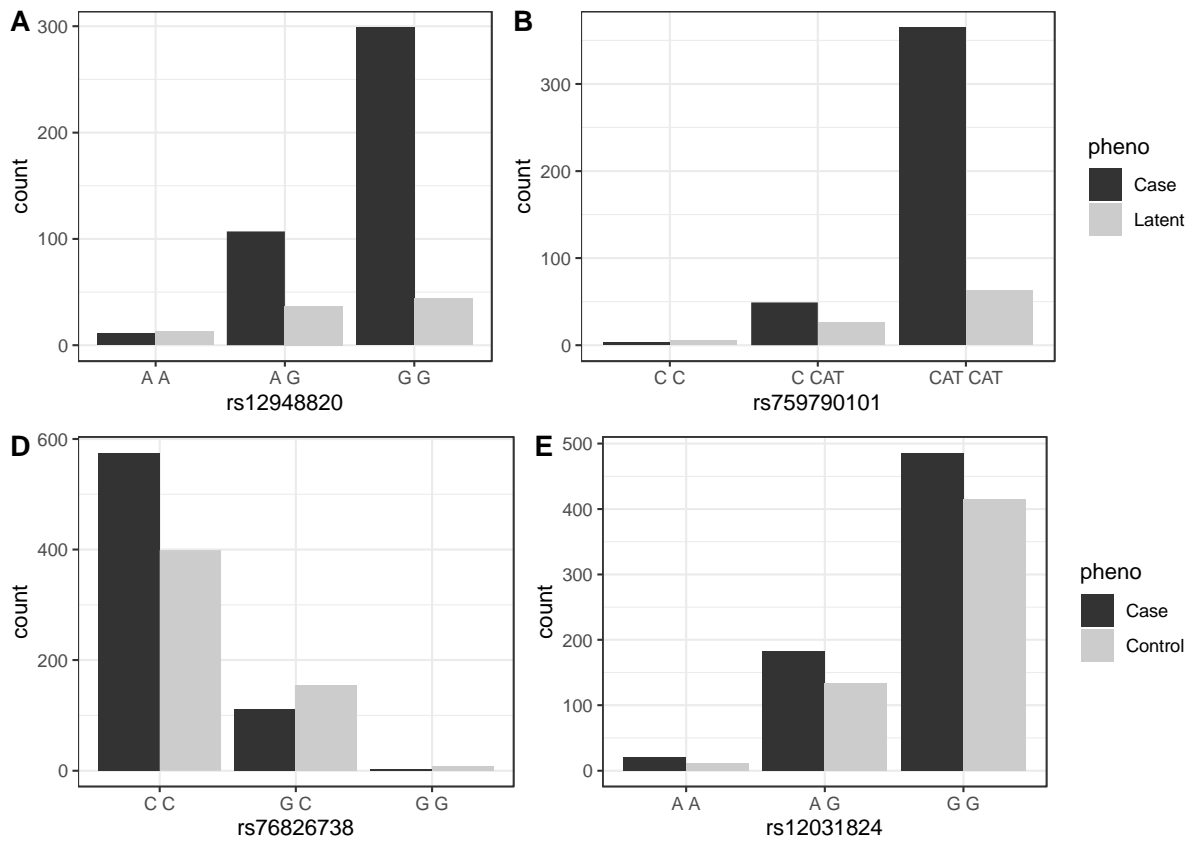 A
300
200
100
0
count
A A
A G
G G
rs12948820
B
300
200
100
0
count
C C
C CAT
CAT CAT
rs759790101
pheno
Case
Latent
D
600
400
200
0
count
C C
G C
G G
rs76826738
E
500
400
300
200
100
0
count
A A
A G
G G
rs12031824
pheno
Case
Control